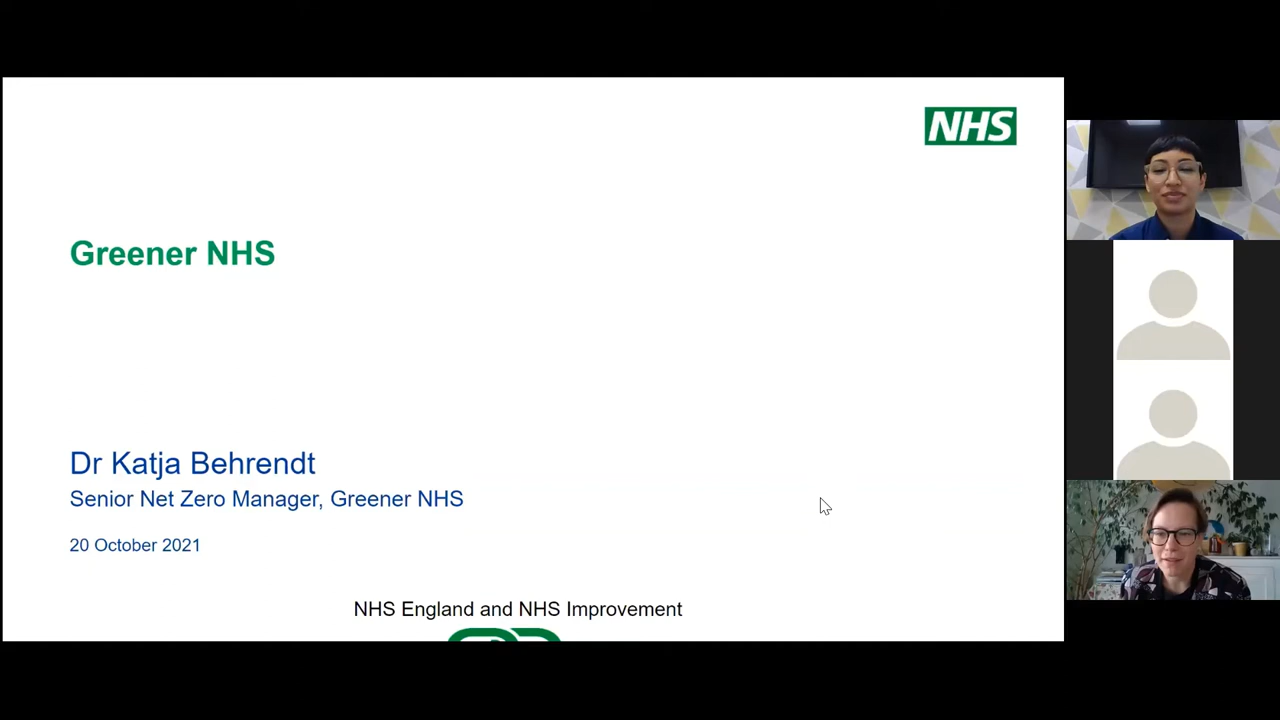 NHS
Greener NHS
Dr Katja Behrendt
Senior Net Zero Manager, Greener NHS
20 October 2021
NHS England and NHS Improvement